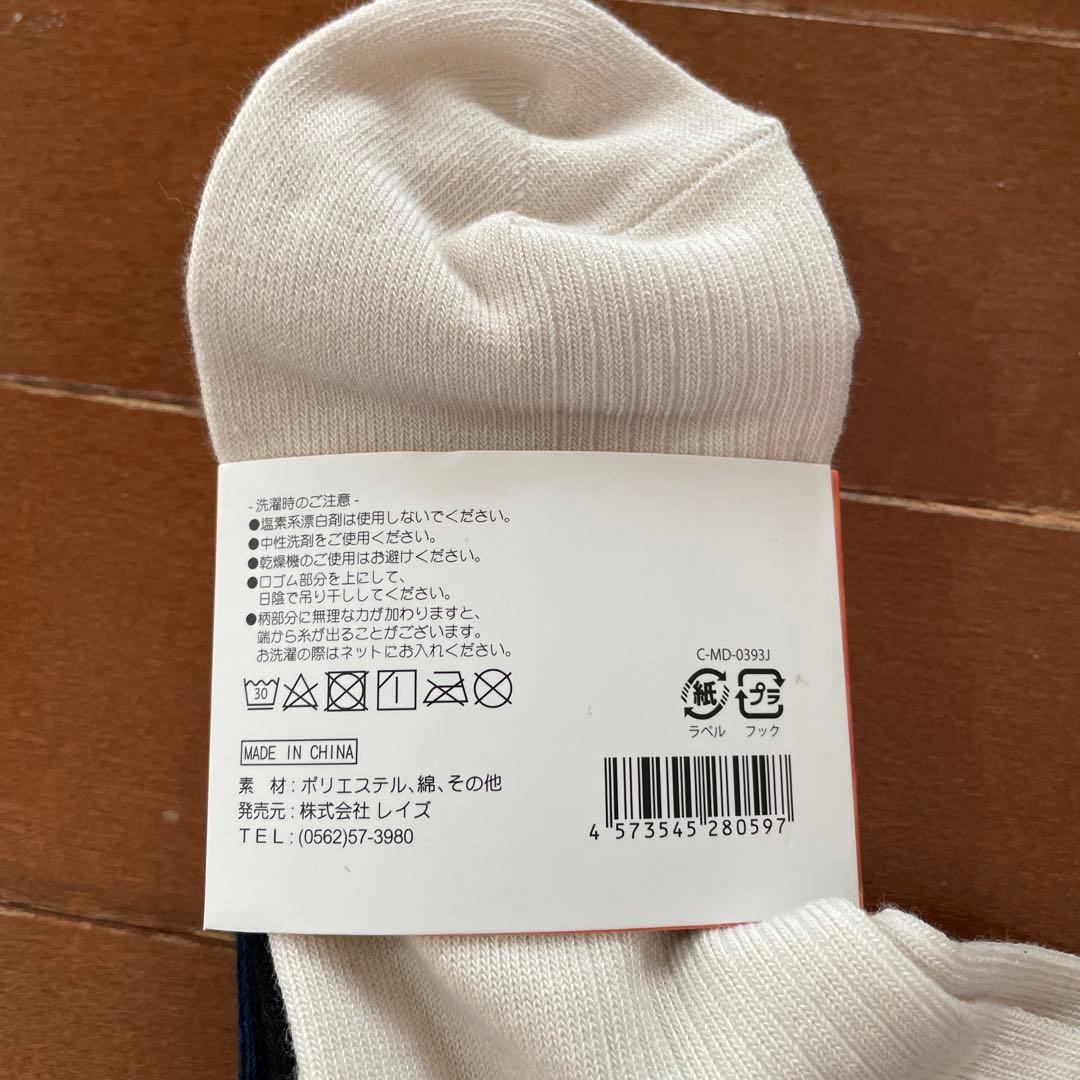 - 洗濯時のご注意 -
●塩素系漂白剤は使用しないでください。
●中性洗剤をご使用ください。
●乾燥機のご使用はお避けください。
●口ゴム部分を上にして、
日陰で吊り干ししてください。
●柄部分に無理な力が加わりますと、
端から糸が出ることがございます。
お洗濯の際はネットにお入れください。
30
C-MD-0393J
紙 プラ
ラベル フック
MADE IN CHINA
素 材 : ポリエステル、綿、その他
発売元 : 株式会社 レイズ
TEL : (0562)57-3980
4 573545 280597